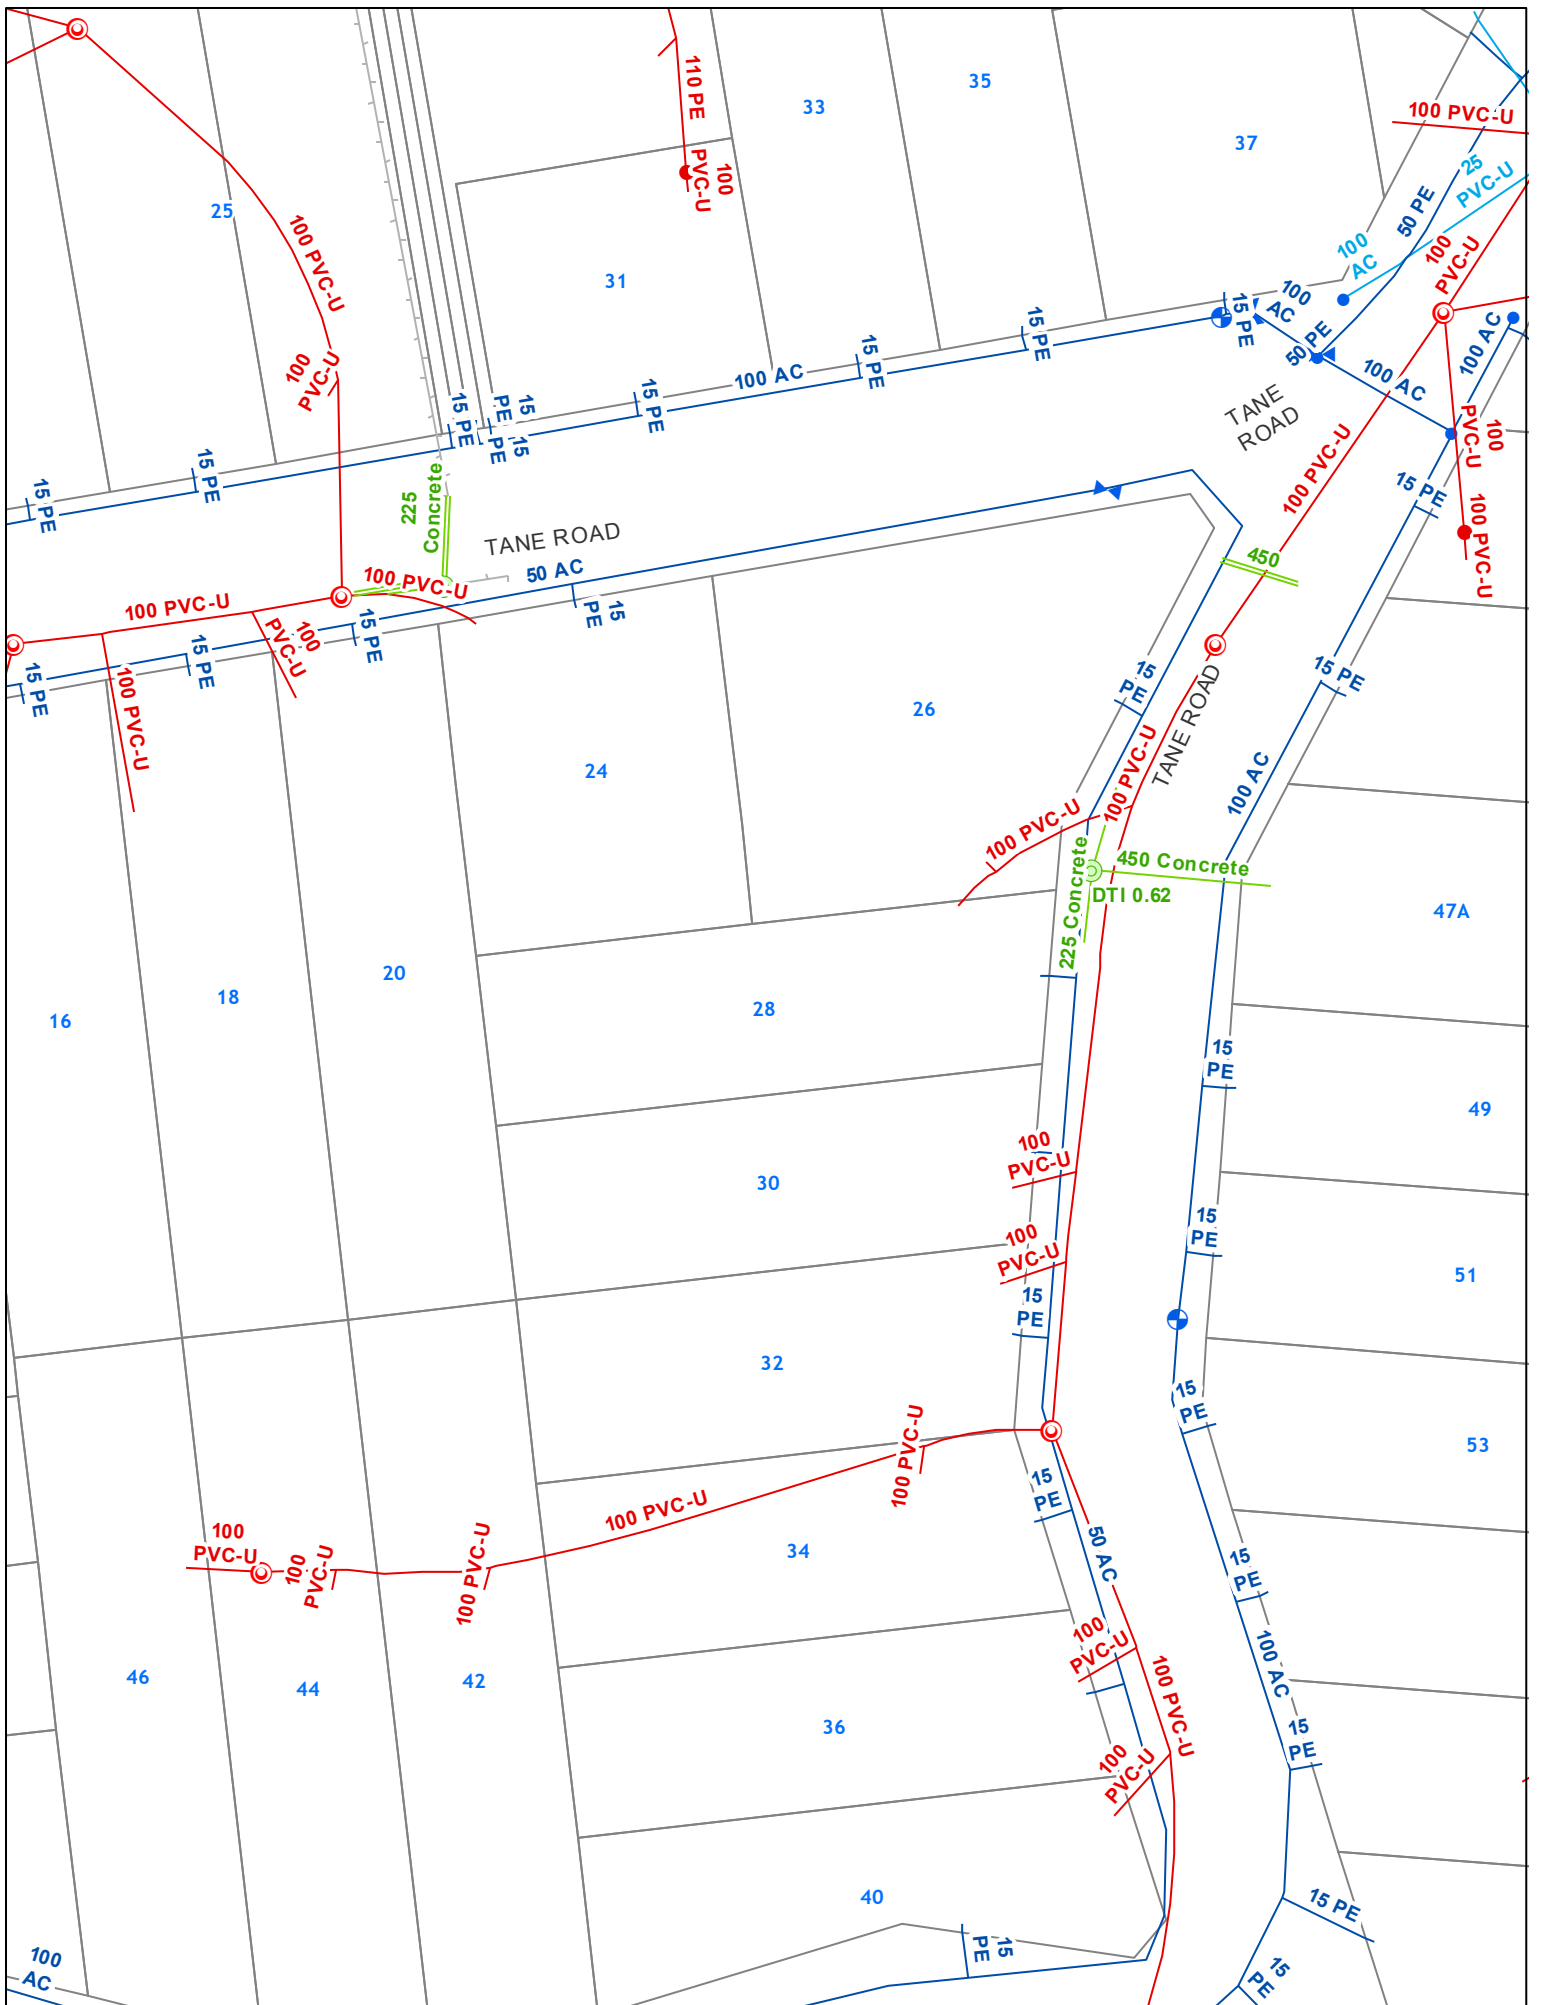 110 PE
100
PVC-U
33
35
37
100 PVC-U
25
PVC-U
50 PE
100
AC
100
PVC-U
25
100 PVC-U
31
15 PE
100
AC
50 PE
100 AC
100 AC
15 PE
15 PE
100 AC
15 PE
100
PVC-U
15 PE
15
PE
15
PE
TANE
ROAD
100
PVC-U
15 PE
15 PE
225
Concrete
TANE ROAD
100 PVC-U
15 PE
100 PVC-U
450
50 AC
100 PVC-U
100 PVC-U
15
PE
15 PE
100
PVC-U
15 PE
15 PE
100 PVC-U
15
PE
15 PE
TANE ROAD
26
24
100 PVC-U
100 PVC-U
100 AC
225 Concrete
450 Concrete
DTI 0.62
47A
16
18
20
28
15
PE
49
30
100
PVC-U
15
PE
51
100
PVC-U
15
PE
32
15
PE
53
100 PVC-U
15
PE
100 PVC-U
100
PVC-U
100
PVC-U
100 PVC-U
34
50 AC
15
PE
46
44
42
100
PVC-U
100 PVC-U
100 AC
36
15
PE
100
PVC-U
40
15 PE
15
PE
100
AC
15
PE